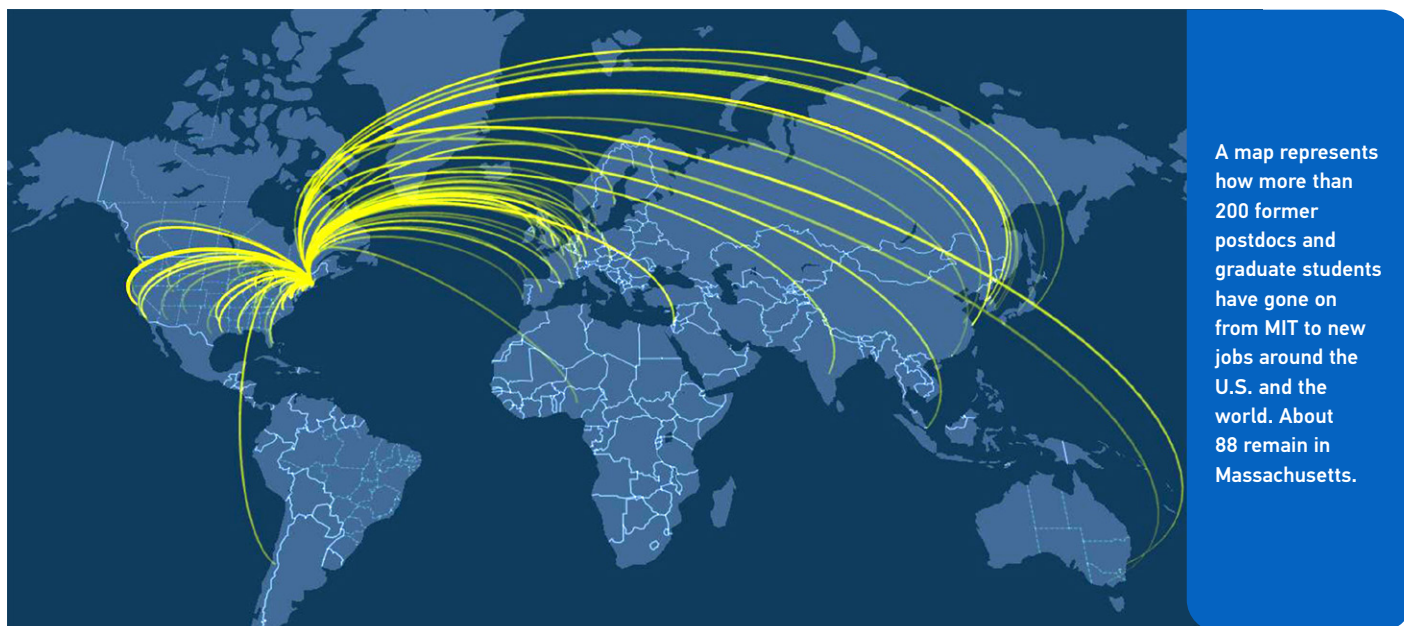 A map represents
how more than
200 former
postdocs and
graduate students
have gone on
from MIT to new
jobs around the
U.S. and the
world. About
88 remain in
Massachusetts.